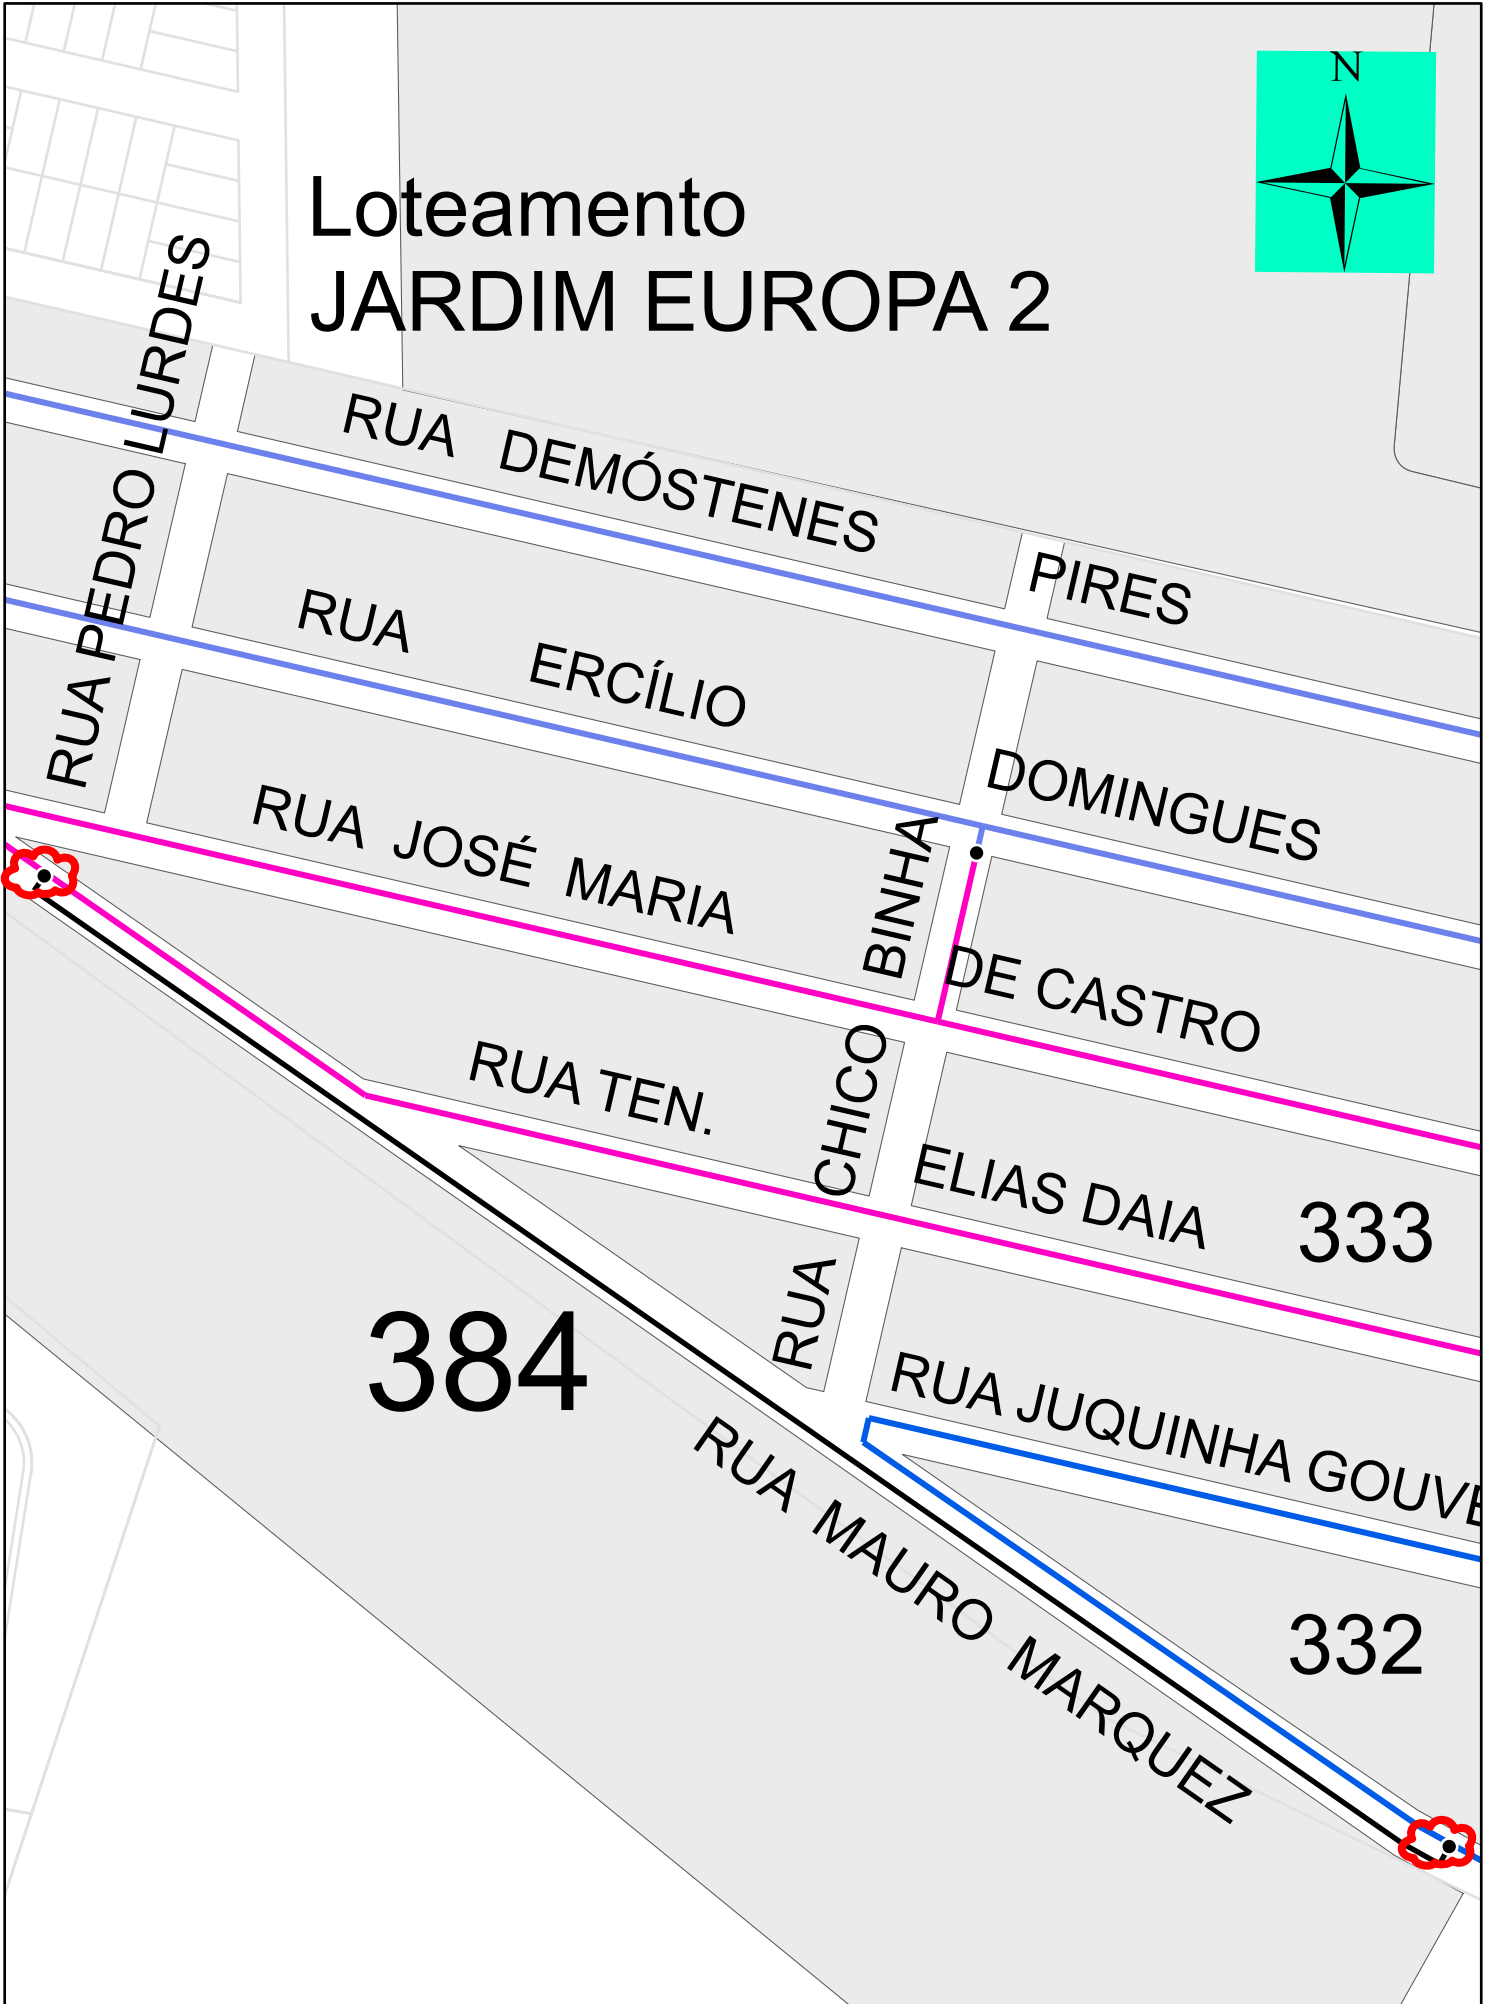 N
Loteamento
JARDIM EUROPA 2
RUA PEDRO LURDES
RUA DEMÓSTENES PIRES
RUA ERCÍLIO DOMINGUES
RUA JOSÉ MARIA DE CASTRO
RUA CHICO BINHA
RUA TEN. ELIAS DAIA
333
384
RUA JUQUINHA GOUVE
RUA MAURO MARQUEZ
332